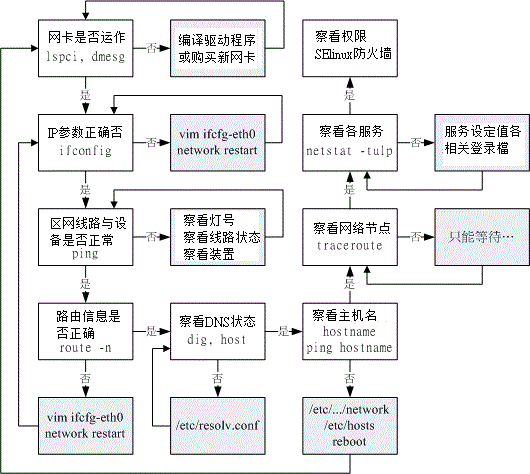 网卡是否运作
lspci, dmesg
否
编译驱动程序
或购买新网卡
察看权限
SElinux防火墙
是
是
IP参数正确否
ifconfig
否
vim ifcfg-eth0
network restart
察看各服务
netstat -tulp
否
服务设定值各
相关登录檔
是
是
区网线路与设
备是否正常
ping
否
察看灯号
察看线路状态
察看装置
察看网络节点
traceroute
否
只能等待…
是
是
路由信息是
否正确
route -n
是
察看DNS状态
dig, host
是
察看主机名
hostname
ping hostname
否
否
否
vim ifcfg-eth0
network restart
/etc/resolv.conf
/etc/.../network
/etc/hosts
reboot